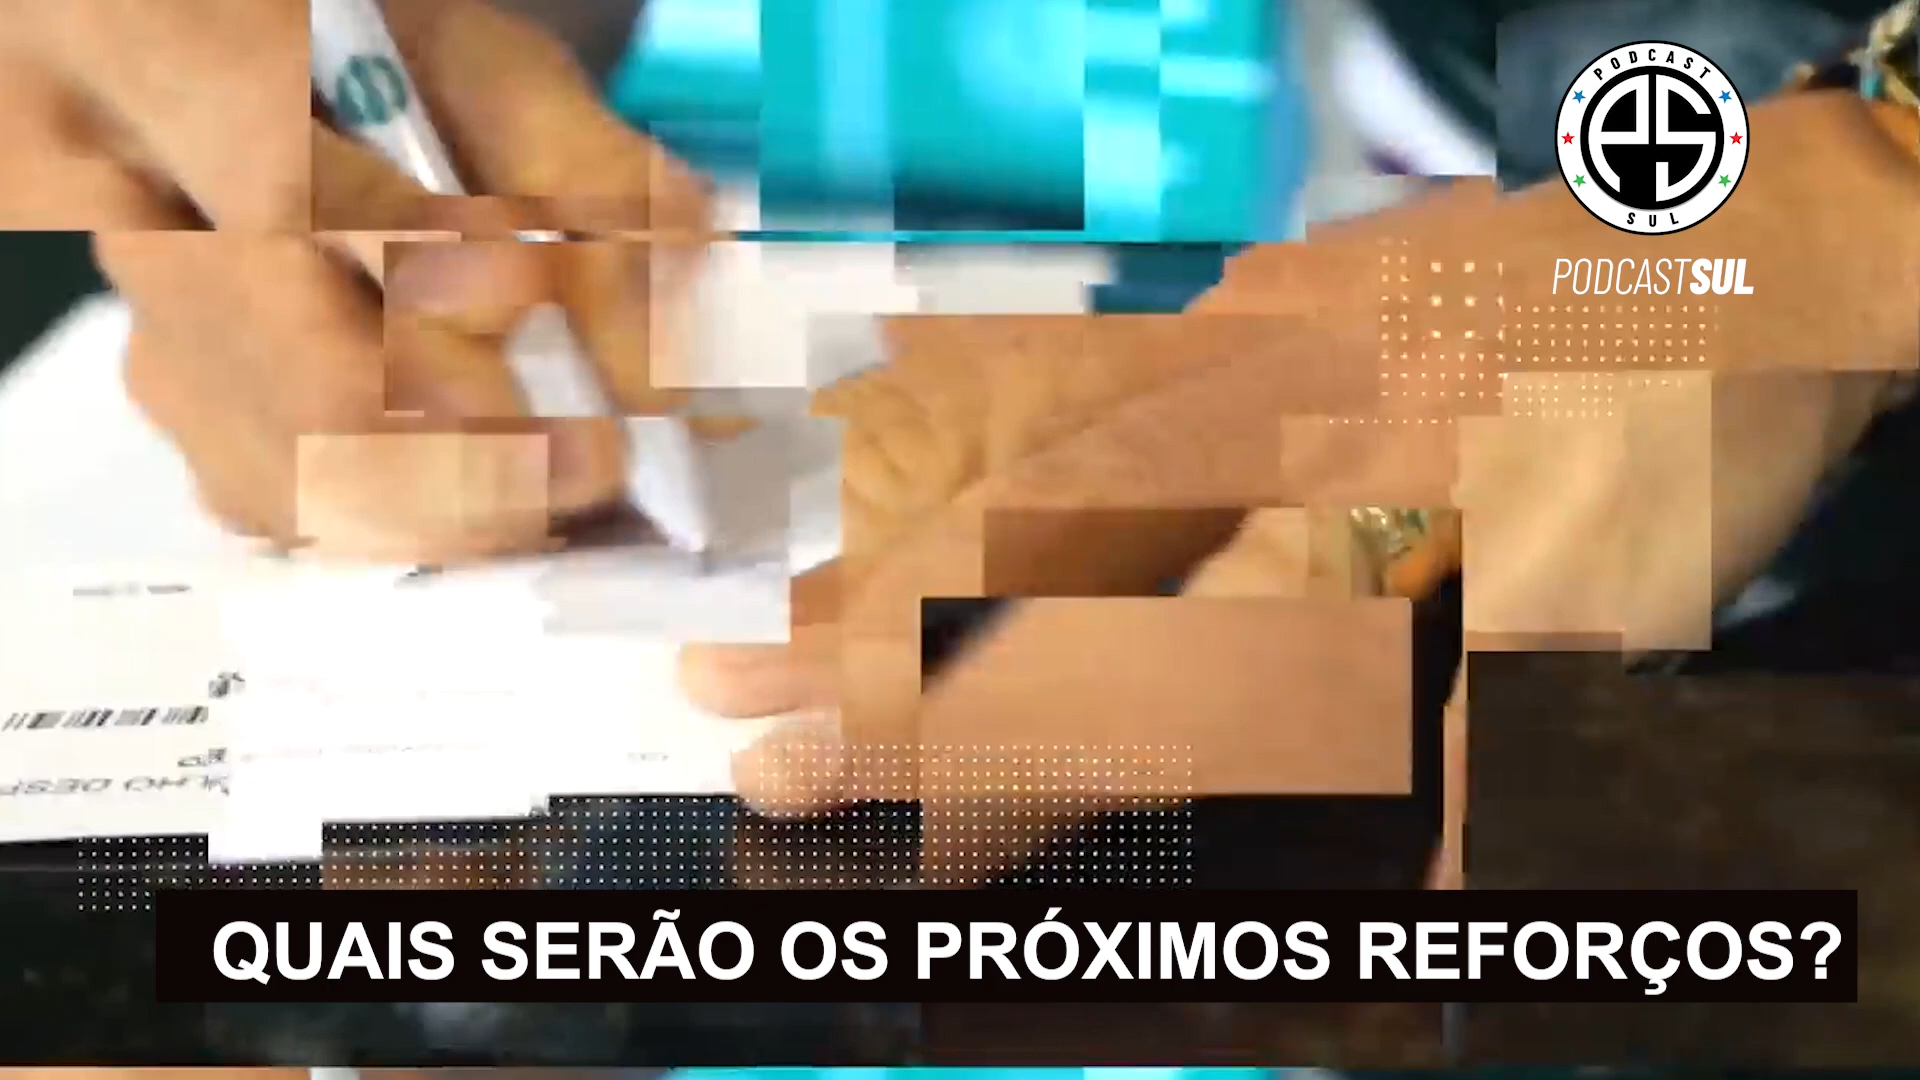 PODCAST
PS
SUL
PODCASTSUL
QUAIS SERÃO OS PRÓXIMOS REFORÇOS?